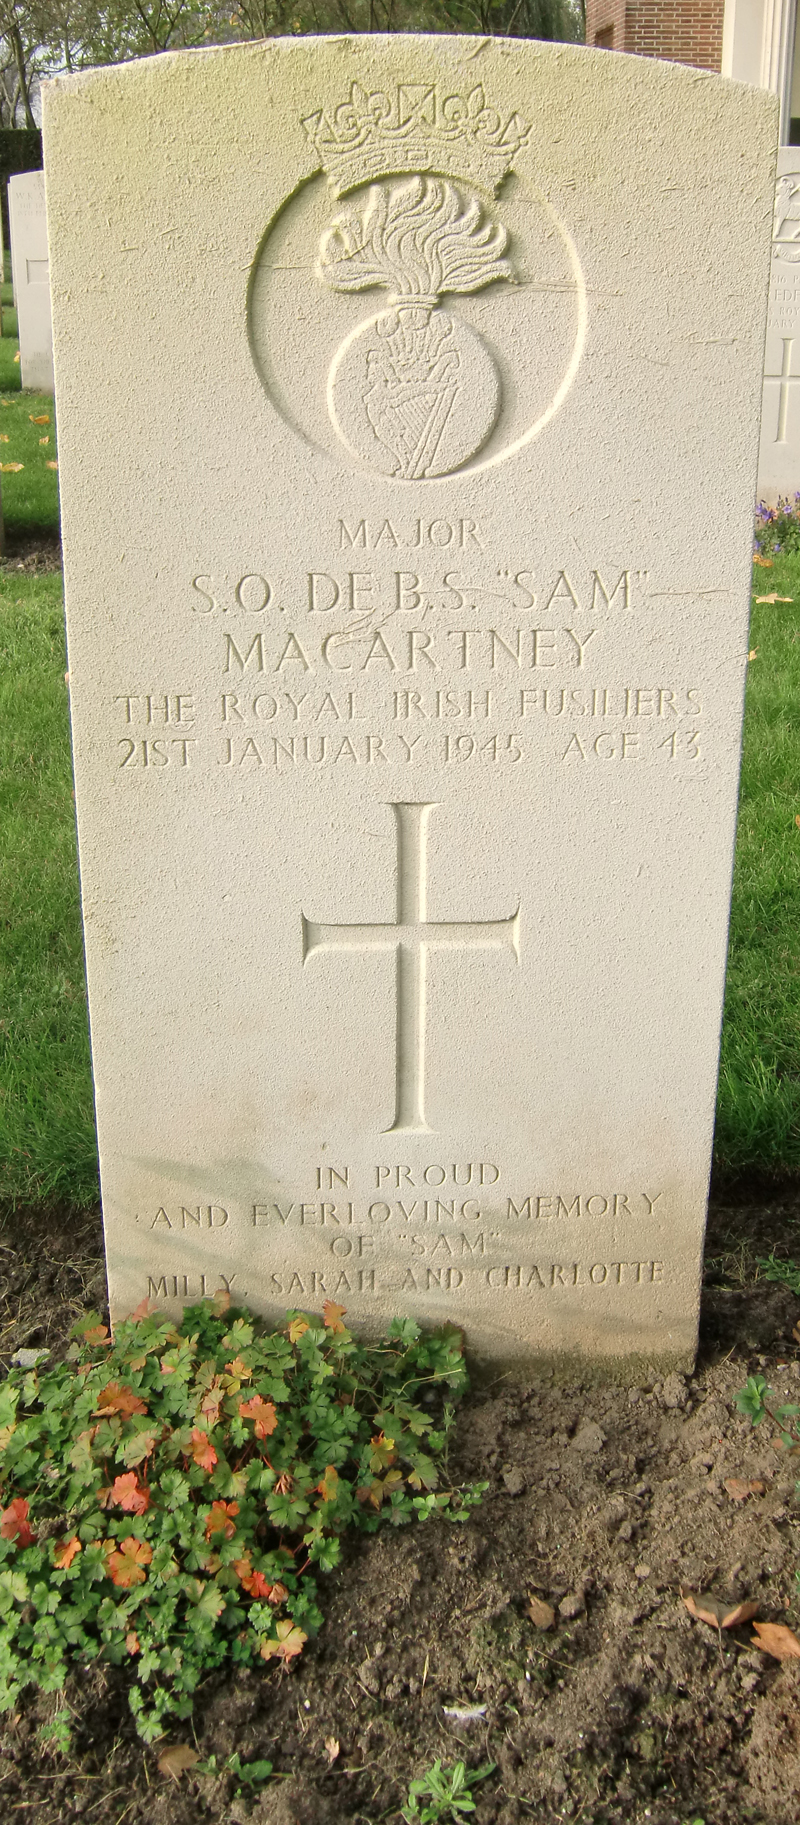 MAJOR
S.O. DE B.S. "SAM"
MACARTNEY
THE ROYAL IRISH FUSILIERS
21ST JANUARY 1945 AGE 43
IN PROUD
AND EVERLOVING MEMORY
OF "SAM"
MILLY, SARAH AND CHARLOTTE